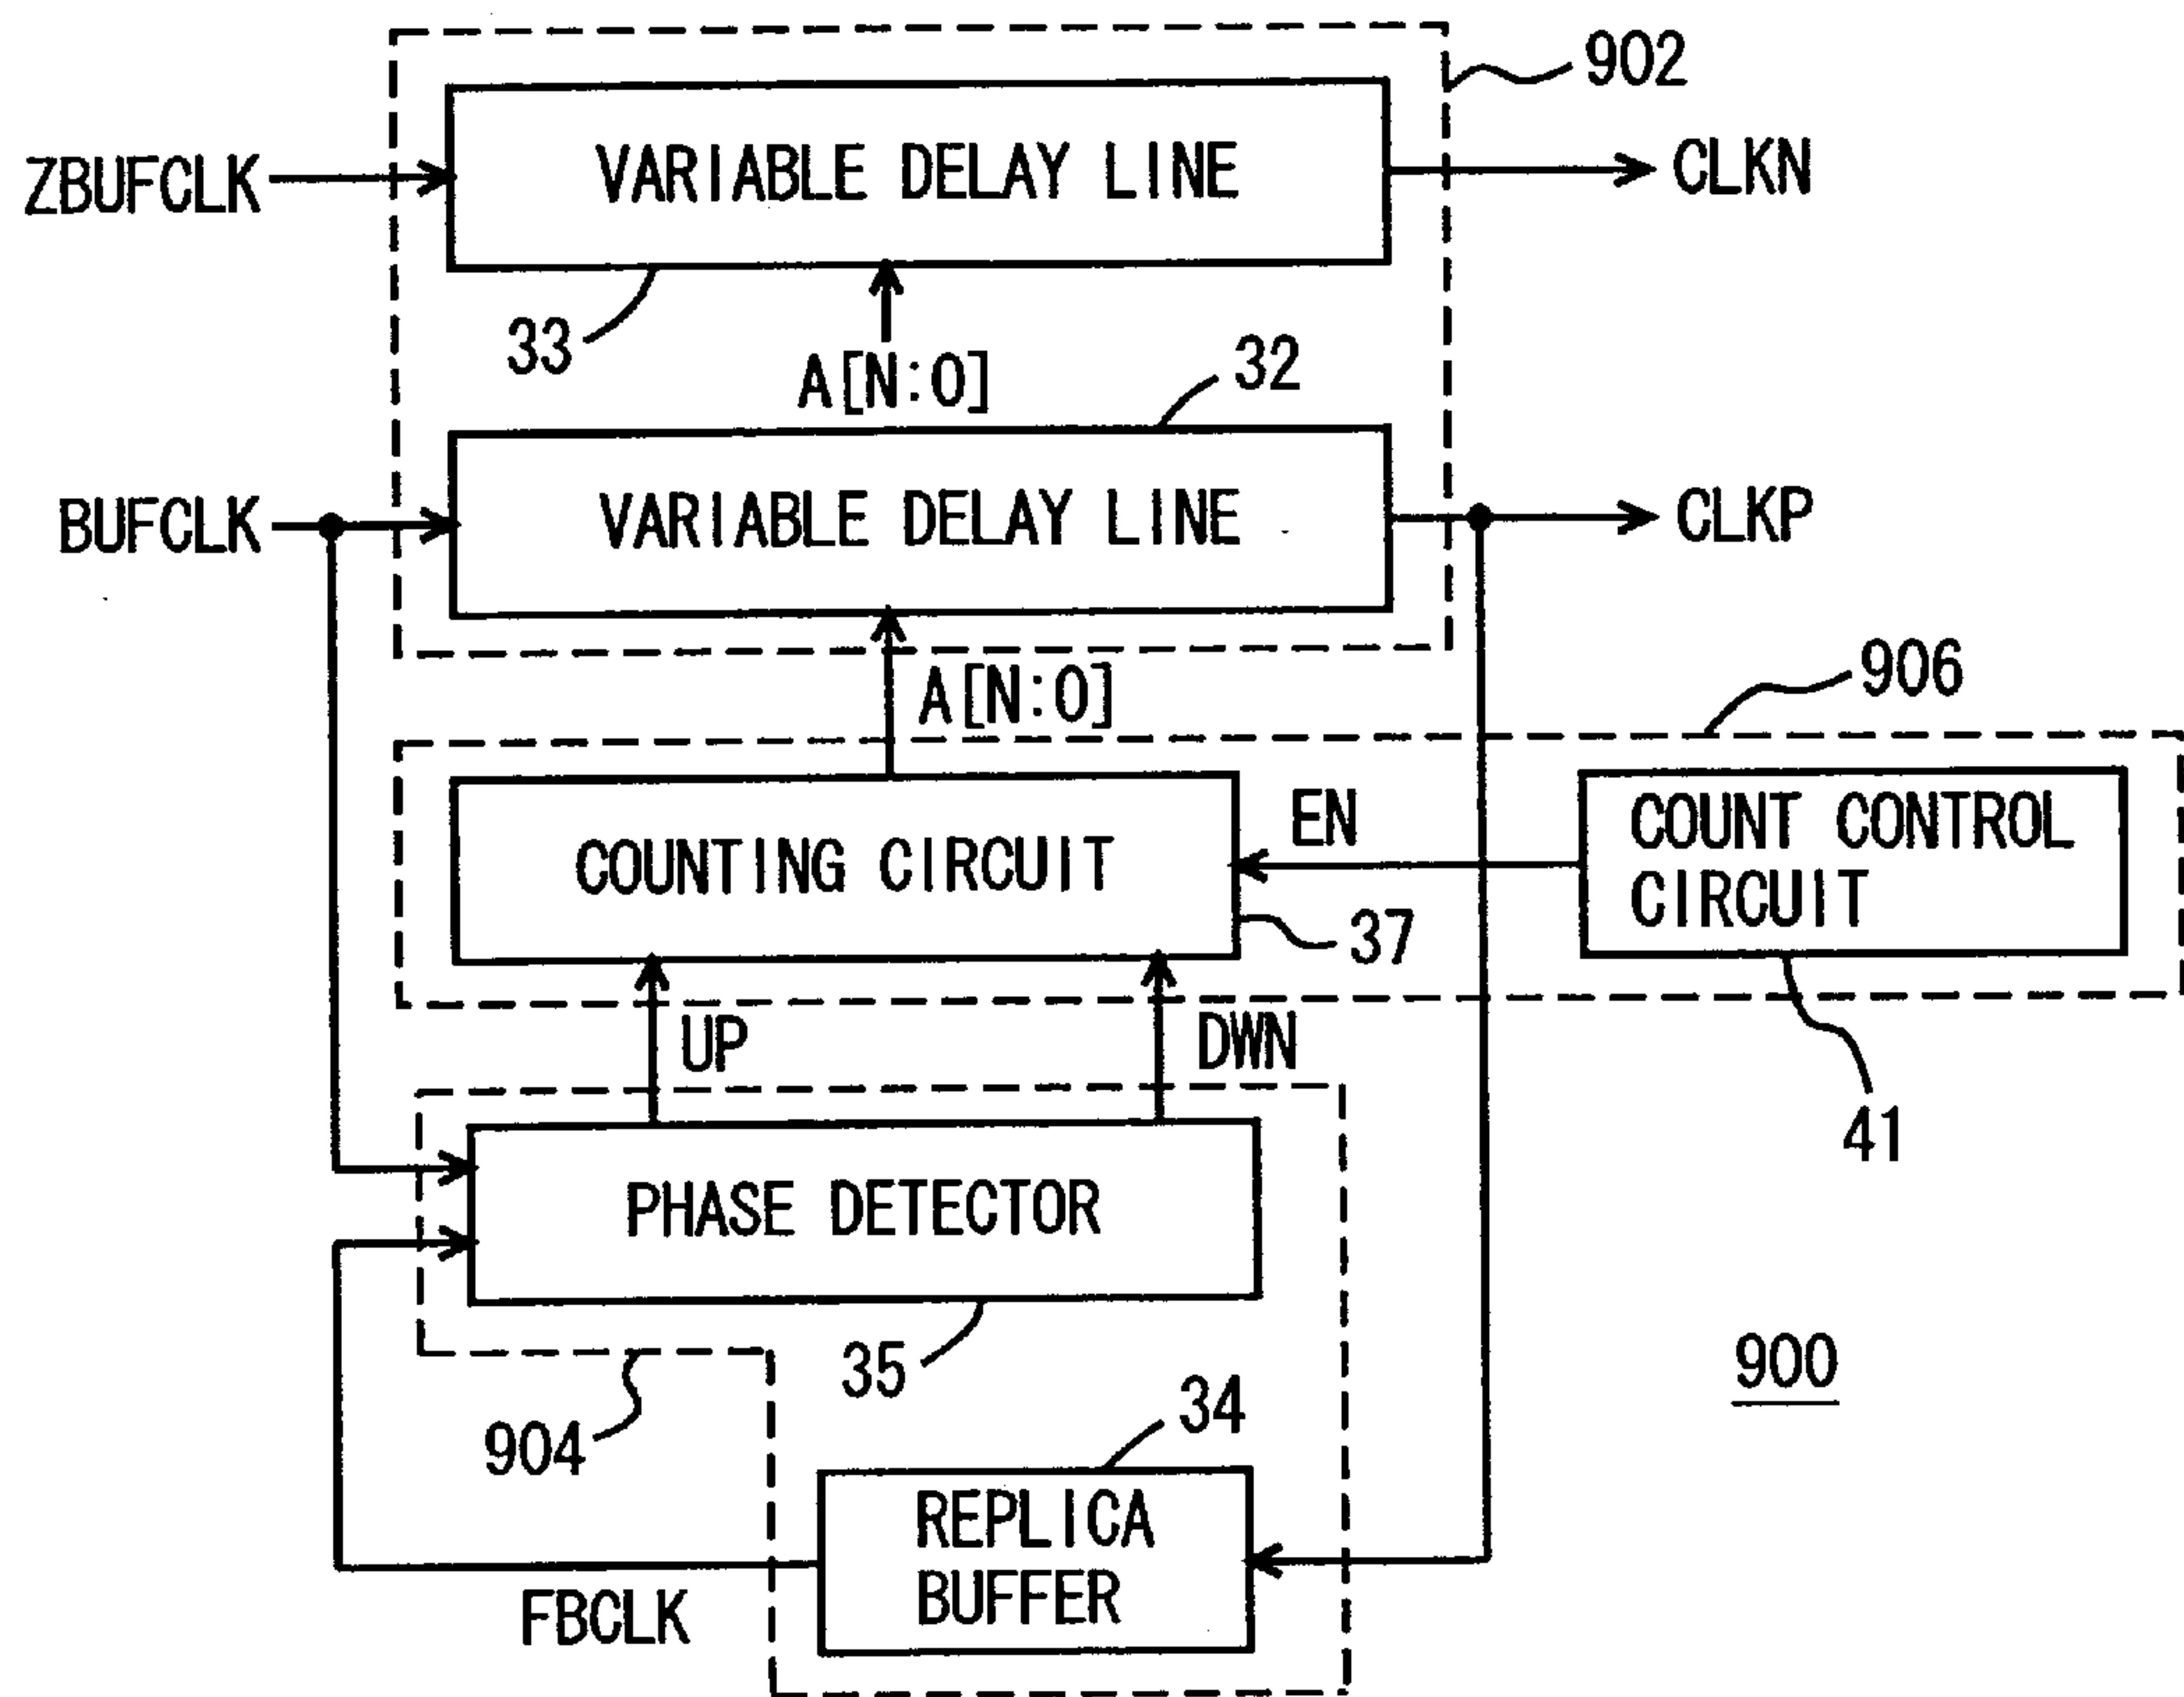 902
ZBUFCLK
VARIABLE DELAY LINE
CLKN
33
A[N:0]
32
BUFCLK
VARIABLE DELAY LINE
CLKP
A[N:0]
906
COUNTING CIRCUIT
EN
COUNT CONTROL
CIRCUIT
37
UP
DWN
41
PHASE DETECTOR
35
900
904
34
REPLICA
BUFFER
FBCLK